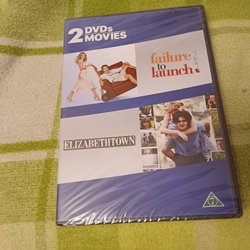 2 DVDs
MOVIES
failure
to
launch
ELIZABETHTOWN